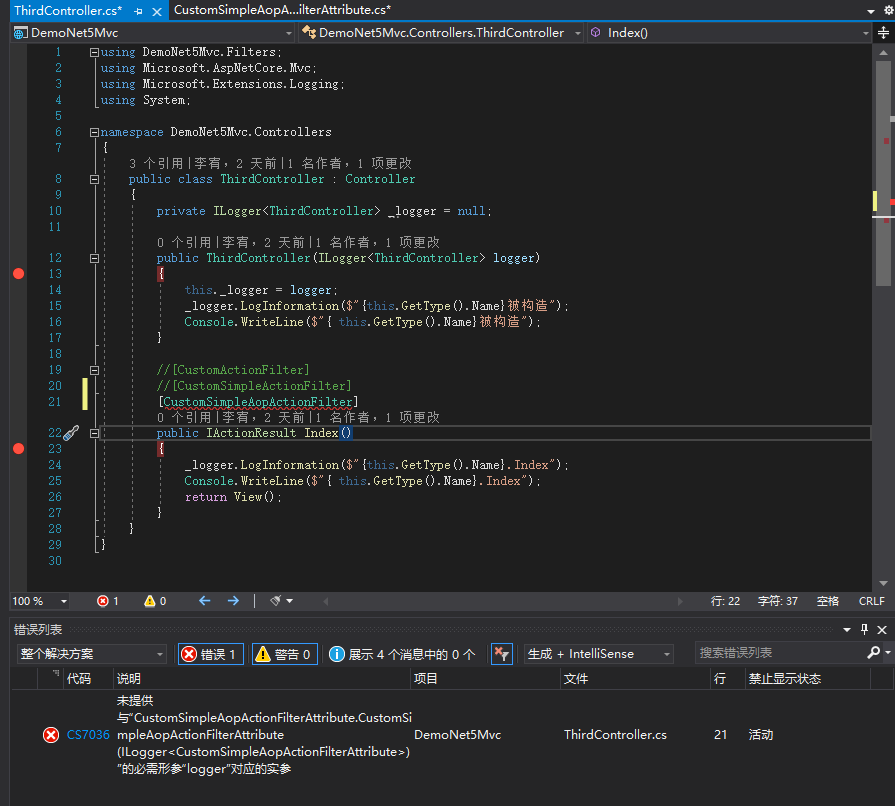 ThirdController.cs*
CustomSimpleAopA...ilterAttribute.cs*
DemoNet5Mvc
DemoNet5Mvc.Controllers.ThirdController
Index()
1 using DemoNet5Mvc.Filters;
2 using Microsoft.AspNetCore.Mvc;
3 using Microsoft.Extensions.Logging;
4 using System;
5
6 namespace DemoNet5Mvc.Controllers
7 {
3 个引用|李宥，2 天前|1 名作者，1 项更改
8 public class ThirdController : Controller
9 {
10 private ILogger<ThirdController> _logger = null;
11
0 个引用|李宥，2 天前|1 名作者，1 项更改
12 public ThirdController(ILogger<ThirdController> logger)
13 {
14 this._logger = logger;
15 _logger.LogInformation($"{this.GetType().Name}被构造");
16 Console.WriteLine($"{ this.GetType().Name}被构造");
17 }
18
19 //[CustomActionFilter]
20 //[CustomSimpleActionFilter]
21 [CustomSimpleAopActionFilter]
0 个引用|李宥，2 天前|1 名作者，1 项更改
22 public IActionResult Index()
23 {
24 _logger.LogInformation($"{this.GetType().Name}.Index");
25 Console.WriteLine($"{ this.GetType().Name}.Index");
26 return View();
27 }
28 }
29 }
30
100 %
1
0
行: 22
字符: 37
空格
CRLF
错误列表
整个解决方案
错误 1
警告 0
展示 4 个消息中的 0 个
生成 + IntelliSense
搜索错误列表
代码
说明
项目
文件
行
禁止显示状态
未提供
与"CustomSimpleAopActionFilterAttribute.CustomSi
CS7036
mpleAopActionFilterAttribute
DemoNet5Mvc
ThirdController.cs
21
活动
(ILogger<CustomSimpleAopActionFilterAttribute>)
"的必需形参"logger"对应的实参